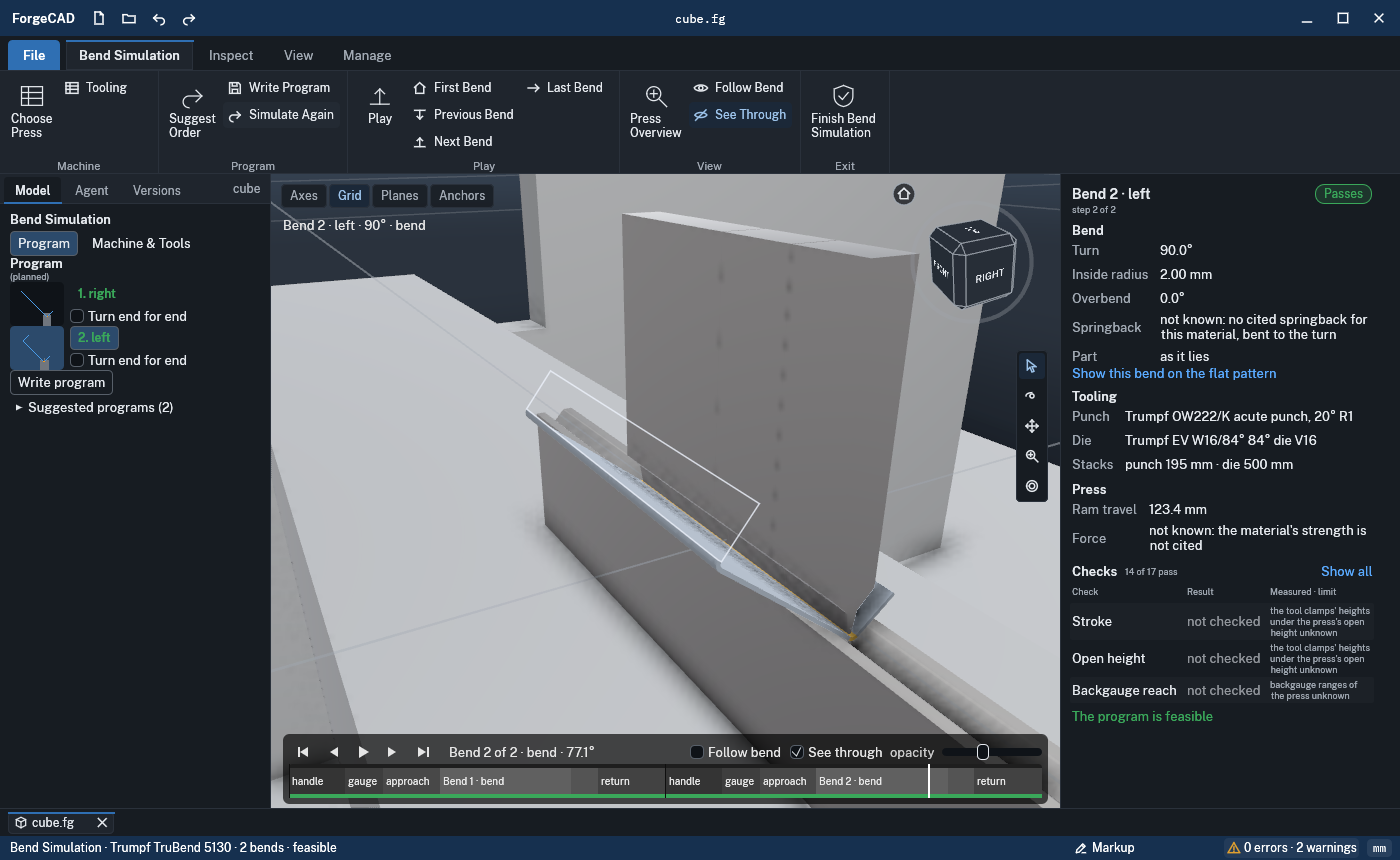 ForgeCAD
cube.fg
File
Bend Simulation
Inspect
View
Manage
Choose Press
Tooling
Machine
Suggest Order
Write Program
Simulate Again
Program
Play
First Bend
Previous Bend
Next Bend
Last Bend
Play
Press Overview
Follow Bend
See Through
View
Finish Bend Simulation
Exit
Model
Agent
Versions
cube
Bend Simulation
Program
Machine & Tools
Program
(planned)
1. right
Turn end for end
2. left
Turn end for end
Write program
Suggested programs (2)
Axes
Grid
Planes
Anchors
Bend 2 · left · 90° · bend
RIGHT
Bend 2 of 2 · bend · 77.1°
Follow bend
See through
opacity
handle
gauge
approach
Bend 1 · bend
return
handle
gauge
approach
Bend 2 · bend
return
Bend 2 · left
Passes
step 2 of 2
Bend
Turn 90.0°
Inside radius 2.00 mm
Overbend 0.0°
Springback not known: no cited springback for this material, bent to the turn
Part as it lies
Show this bend on the flat pattern
Tooling
Punch Trumpf OW222/K acute punch, 20° R1
Die Trumpf EV W16/84° 84° die V16
Stacks punch 195 mm · die 500 mm
Press
Ram travel 123.4 mm
Force not known: the material's strength is not cited
Checks 14 of 17 pass Show all
Check Result Measured · limit
Stroke not checked the tool clamps' heights under the press's open height unknown
Open height not checked the tool clamps' heights under the press's open height unknown
Backgauge reach not checked backgauge ranges of the press unknown
The program is feasible
cube.fg
Bend Simulation · Trumpf TruBend 5130 · 2 bends · feasible
Markup
0 errors · 2 warnings
mm